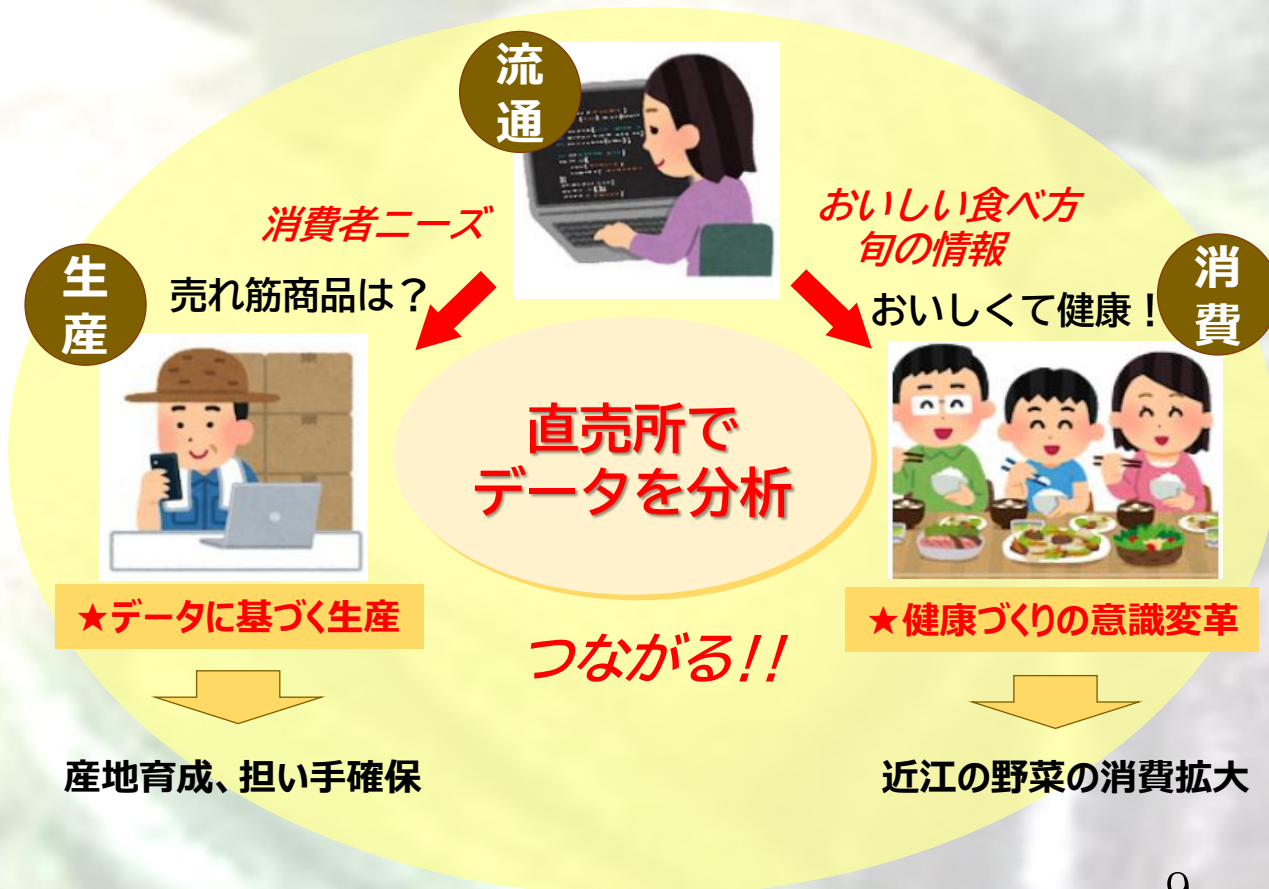 流
通
消費者ニーズ
おいしい食べ方
旬の情報
生
産
売れ筋商品は？
消
費
おいしくて健康！
直売所で
データを分析
★データに基づく生産
★健康づくりの意識変革
つながる!!
産地育成、担い手確保
近江の野菜の消費拡大
9